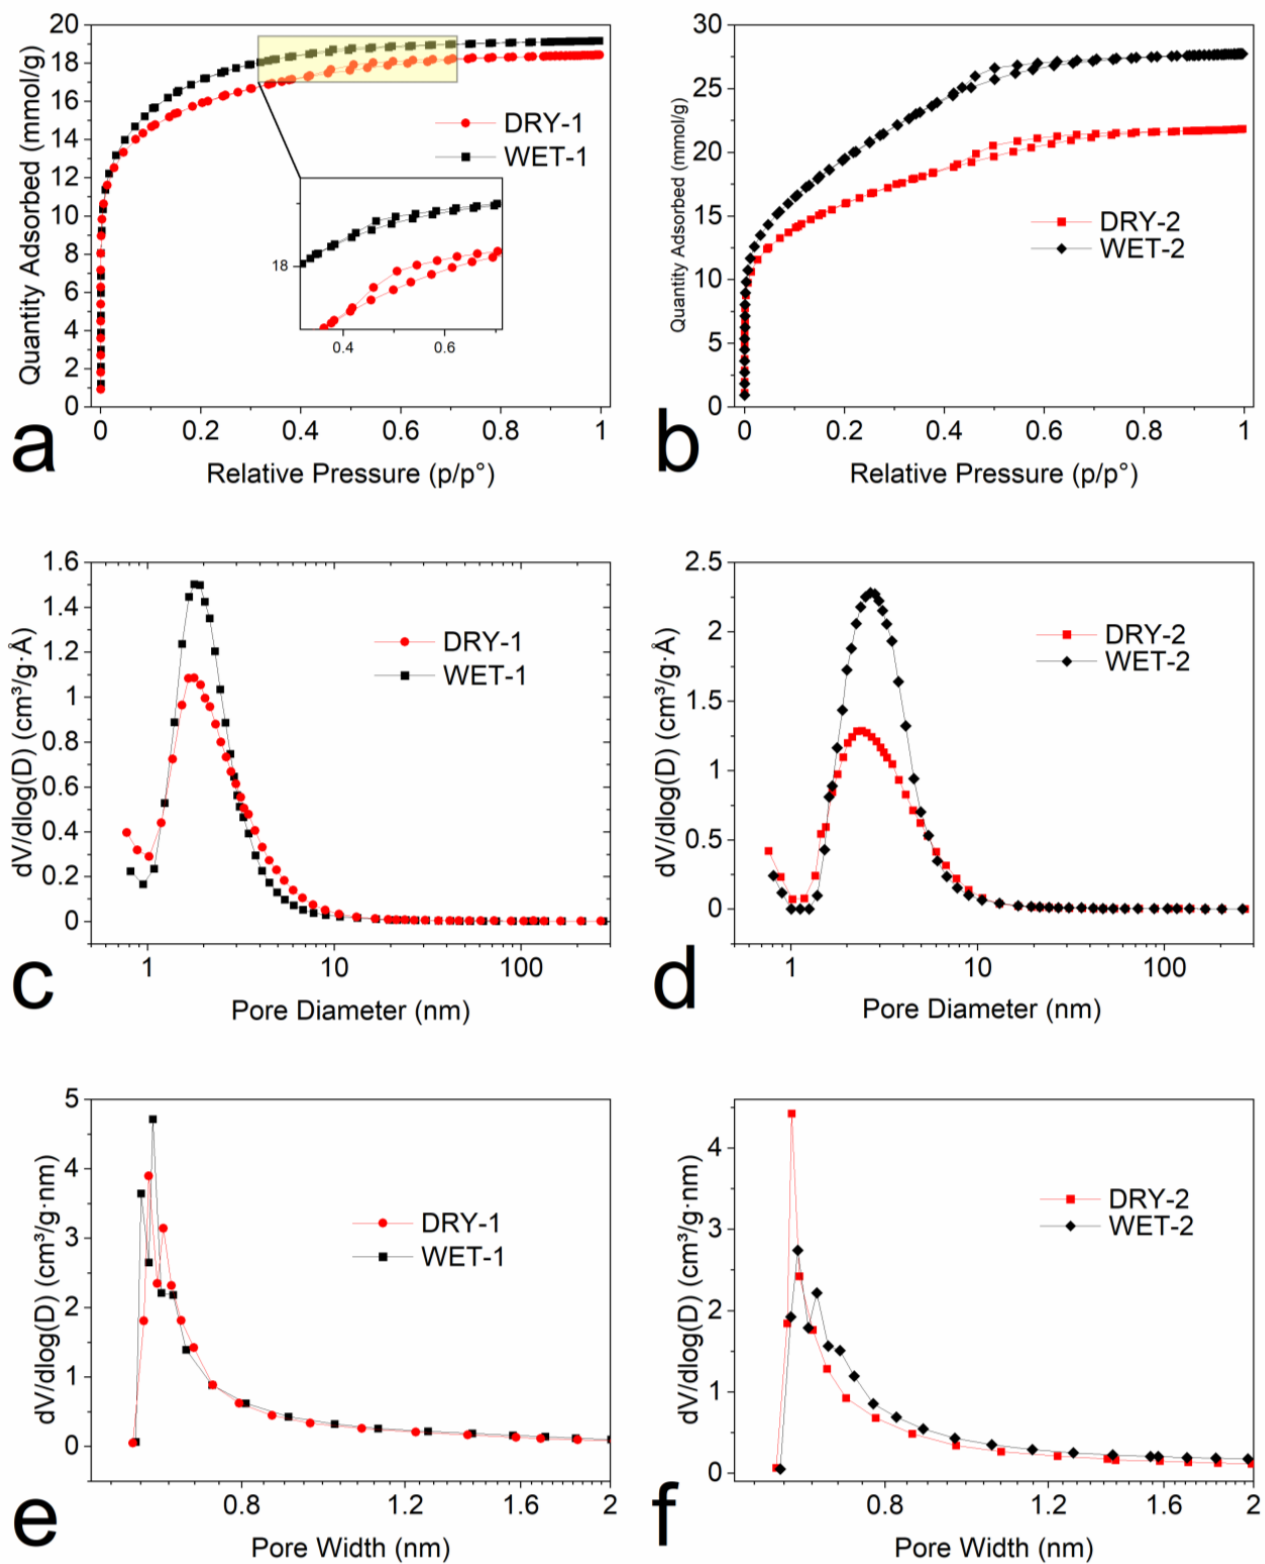 20
18
16
14
12
10
8
6
4
2
0
Quantity Adsorbed (mmol/g)
DRY-1
WET-1
18
0.4 0.6
0 0.2 0.4 0.6 0.8 1
Relative Pressure (p/p°)
a
30
25
20
15
10
5
0
Quantity Adsorbed (mmol/g)
DRY-2
WET-2
0 0.2 0.4 0.6 0.8 1
Relative Pressure (p/p°)
b
1.6
1.4
1.2
1
0.8
0.6
0.4
0.2
0
dV/dlog(D) (cm³/g·Å)
DRY-1
WET-1
1 10 100
Pore Diameter (nm)
c
2.5
2
1.5
1
0.5
0
dV/dlog(D) (cm³/g·Å)
DRY-2
WET-2
1 10 100
Pore Diameter (nm)
d
5
4
3
2
1
0
dV/dlog(D) (cm³/g·nm)
DRY-1
WET-1
0.8 1.2 1.6 2
Pore Width (nm)
e
4
3
2
1
0
dV/dlog(D) (cm³/g·nm)
DRY-2
WET-2
0.8 1.2 1.6 2
Pore Width (nm)
f